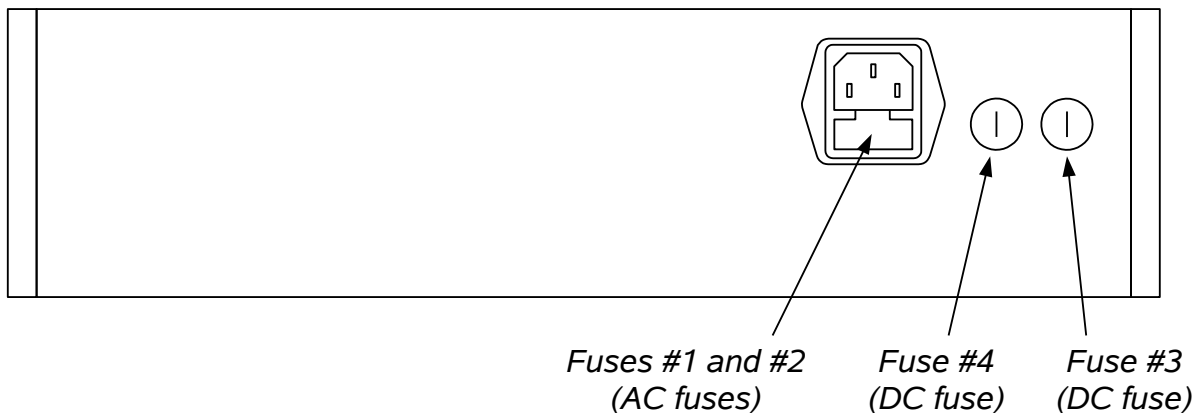 Fuses #1 and #2
(AC fuses)
Fuse #4
(DC fuse)
Fuse #3
(DC fuse)